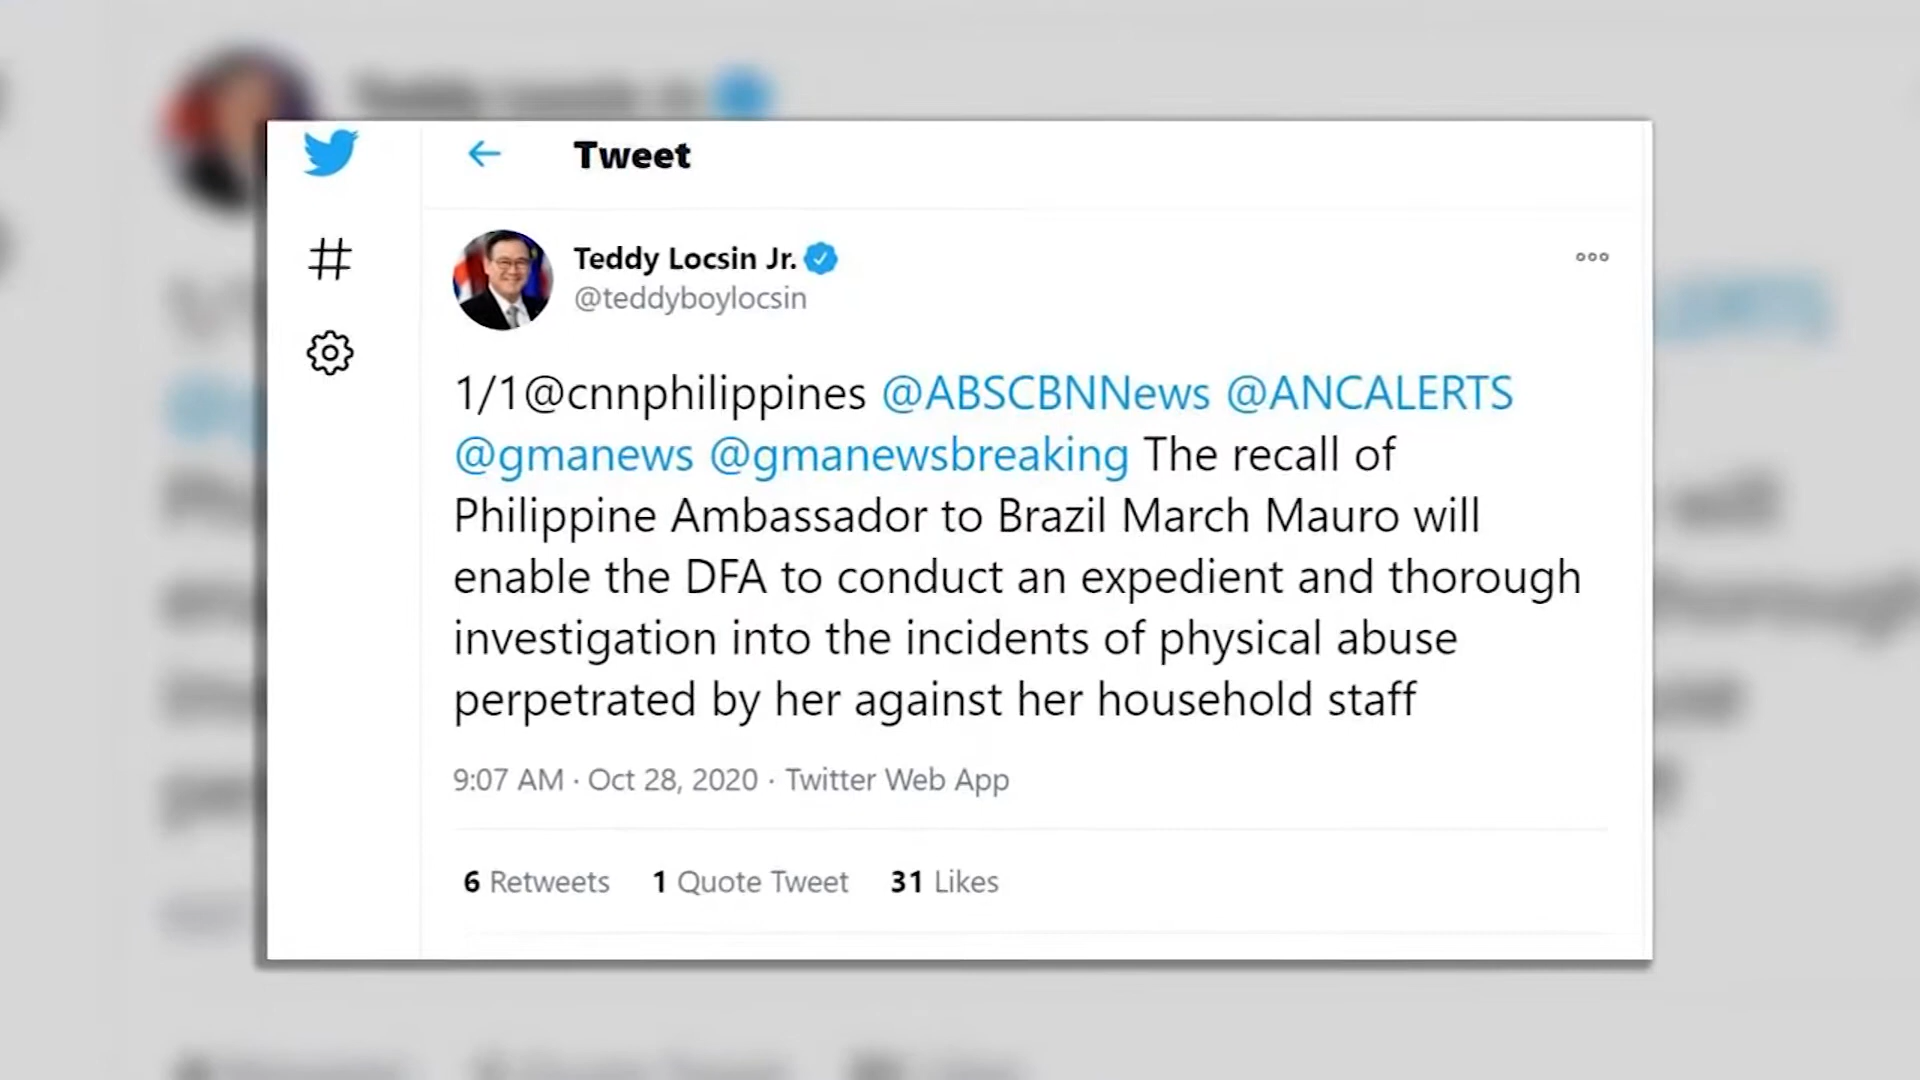 Tweet
Teddy Locsin Jr.
@teddyboylocsin
1/1@cnnphilippines @ABSCBNNews @ANCALERTS
@gmanews @gmanewsbreaking The recall of
Philippine Ambassador to Brazil March Mauro will
enable the DFA to conduct an expedient and thorough
investigation into the incidents of physical abuse
perpetrated by her against her household staff
9:07 AM · Oct 28, 2020 · Twitter Web App
6 Retweets 1 Quote Tweet 31 Likes